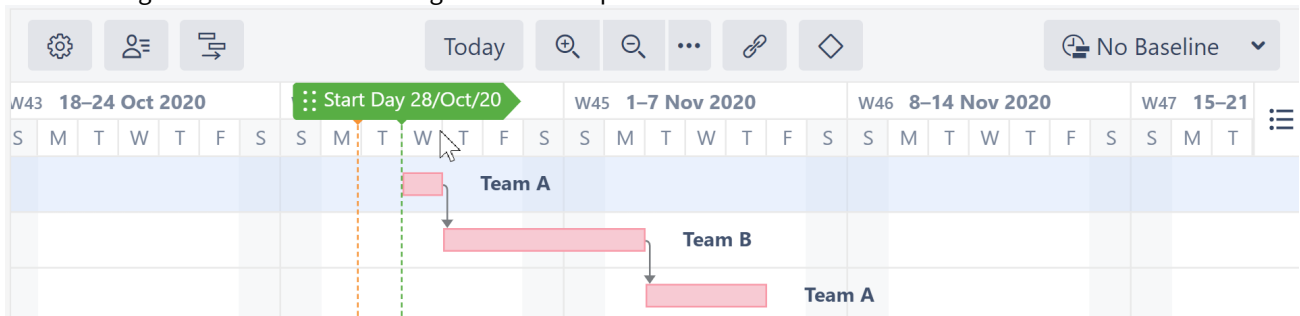 Today No Baseline
W43 18–24 Oct 2020 Start Day 28/Oct/20 W45 1–7 Nov 2020 W46 8–14 Nov 2020 W47 15–21
S M T W T F S S M T W T F S S M T W T F S S M T W T F S S M T
Team A
Team B
Team A